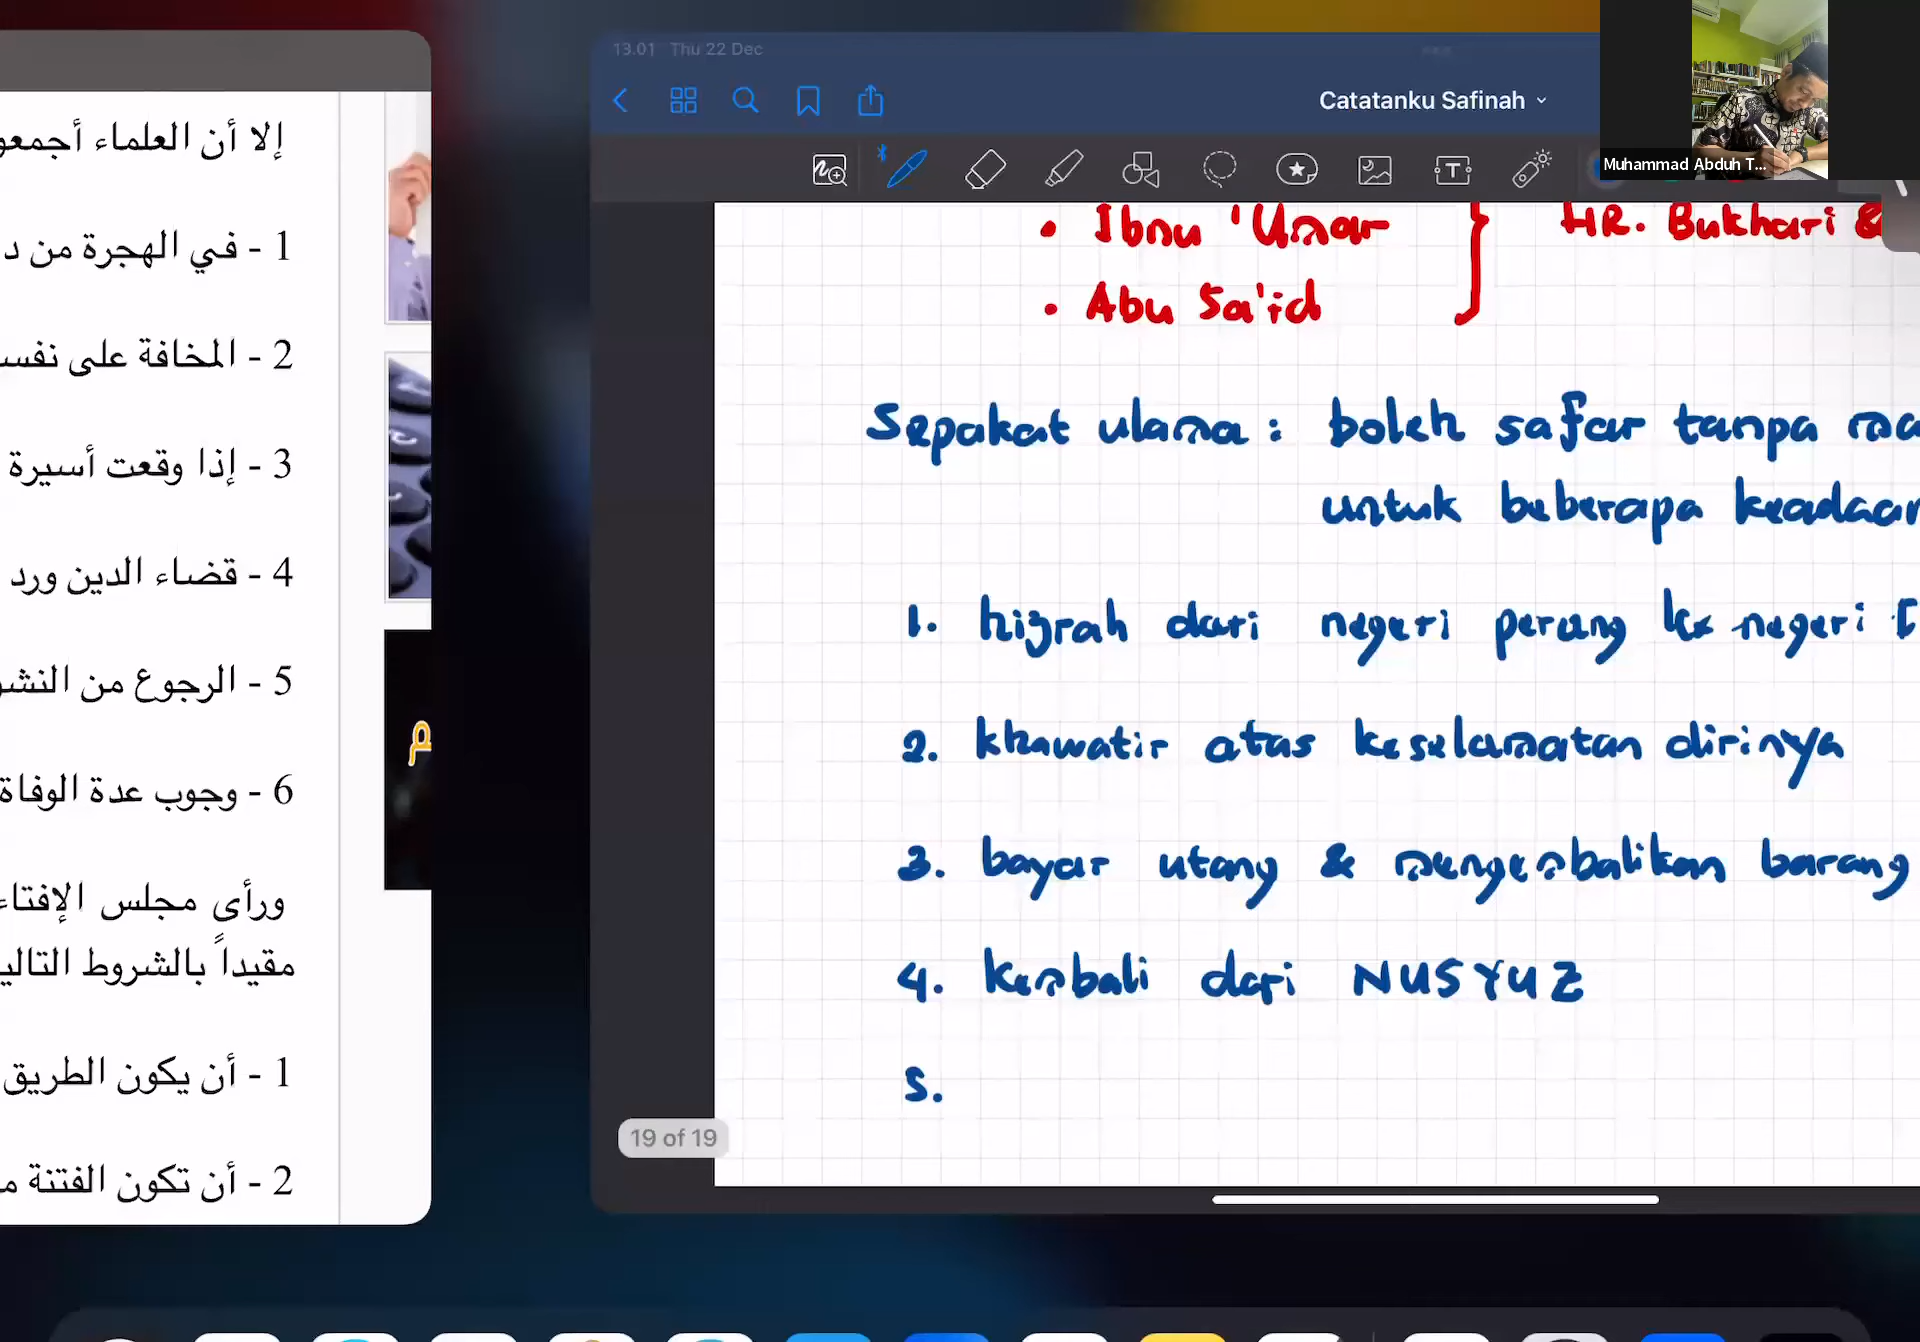 إلا أن العلماء أجمعو
1 - في الهجرة من د
2 - المخافة على نفس
3 - إذا وقعت أسيرة
4 - قضاء الدين ورد
5 - الرجوع من النش
6 - وجوب عدة الوفاة
ورأى مجلس الإفتاء
مقيداً بالشروط التالي
1 - أن يكون الطريق
2 - أن تكون الفتنة م
م
13.01 Thu 22 Dec
Catatanku Safinah
Muhammad Abduh T...
• Ibnu 'Umar
HR. Bukhari &
• Abu Sa'id
Sepakat ulama : boleh safar tanpa ma
untuk beberapa keadaan
1. hijrah dari negeri perang ke negeri I
2. khawatir atas keselamatan dirinya
3. bayar utang & mengembalikan barang
4. kembali dari NUSYUZ
5.
19 of 19